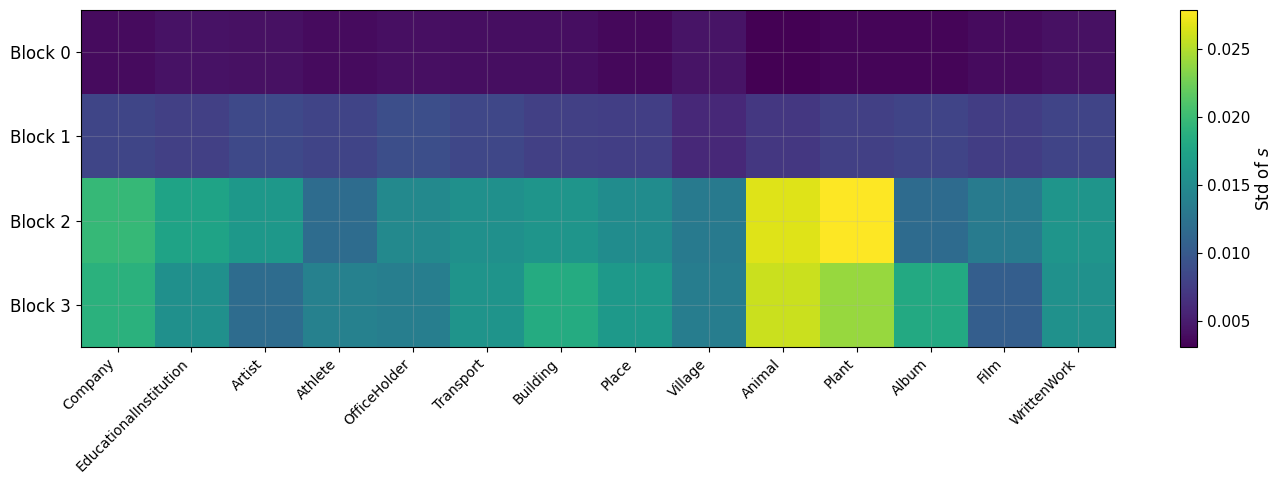 Block 0
Block 1
Block 2
Block 3
Company
EducationalInstitution
Artist
Athlete
OfficeHolder
Transport
Building
Place
Village
Animal
Plant
Album
Film
WrittenWork
0.025
0.020
0.015
0.010
0.005
Std of s